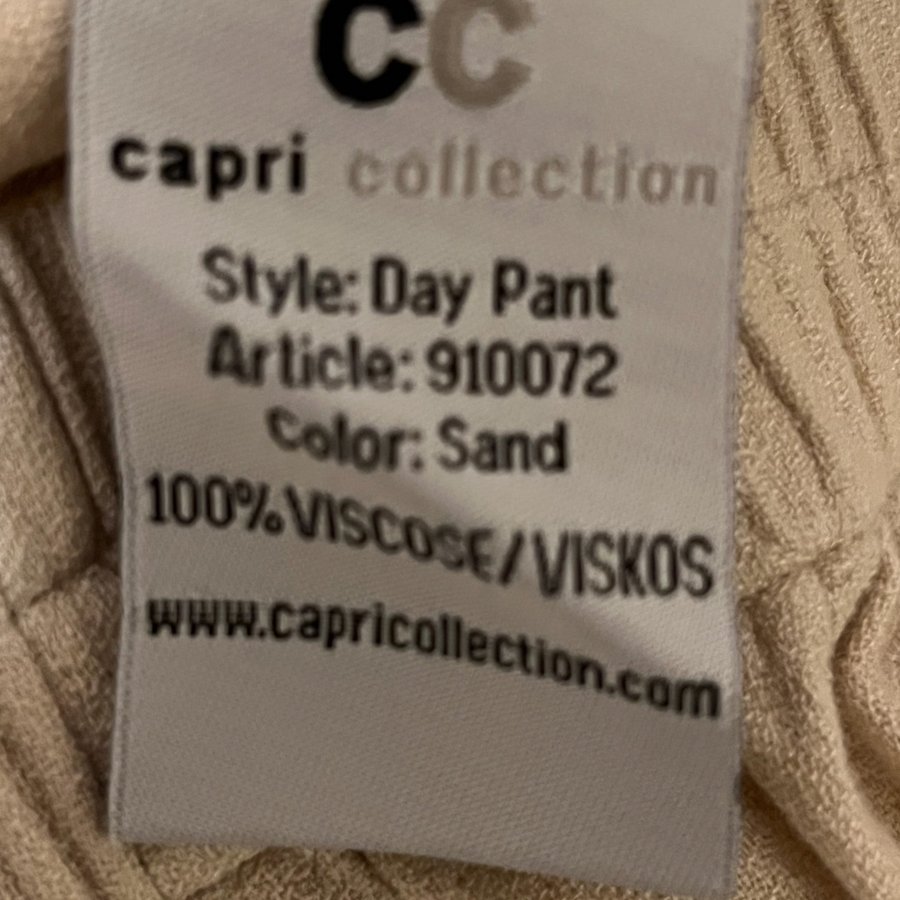 CC
capri collection
Style: Day Pant
Article: 910072
Color: Sand
100% VISCOSE / VISKOS
www.capricollection.com